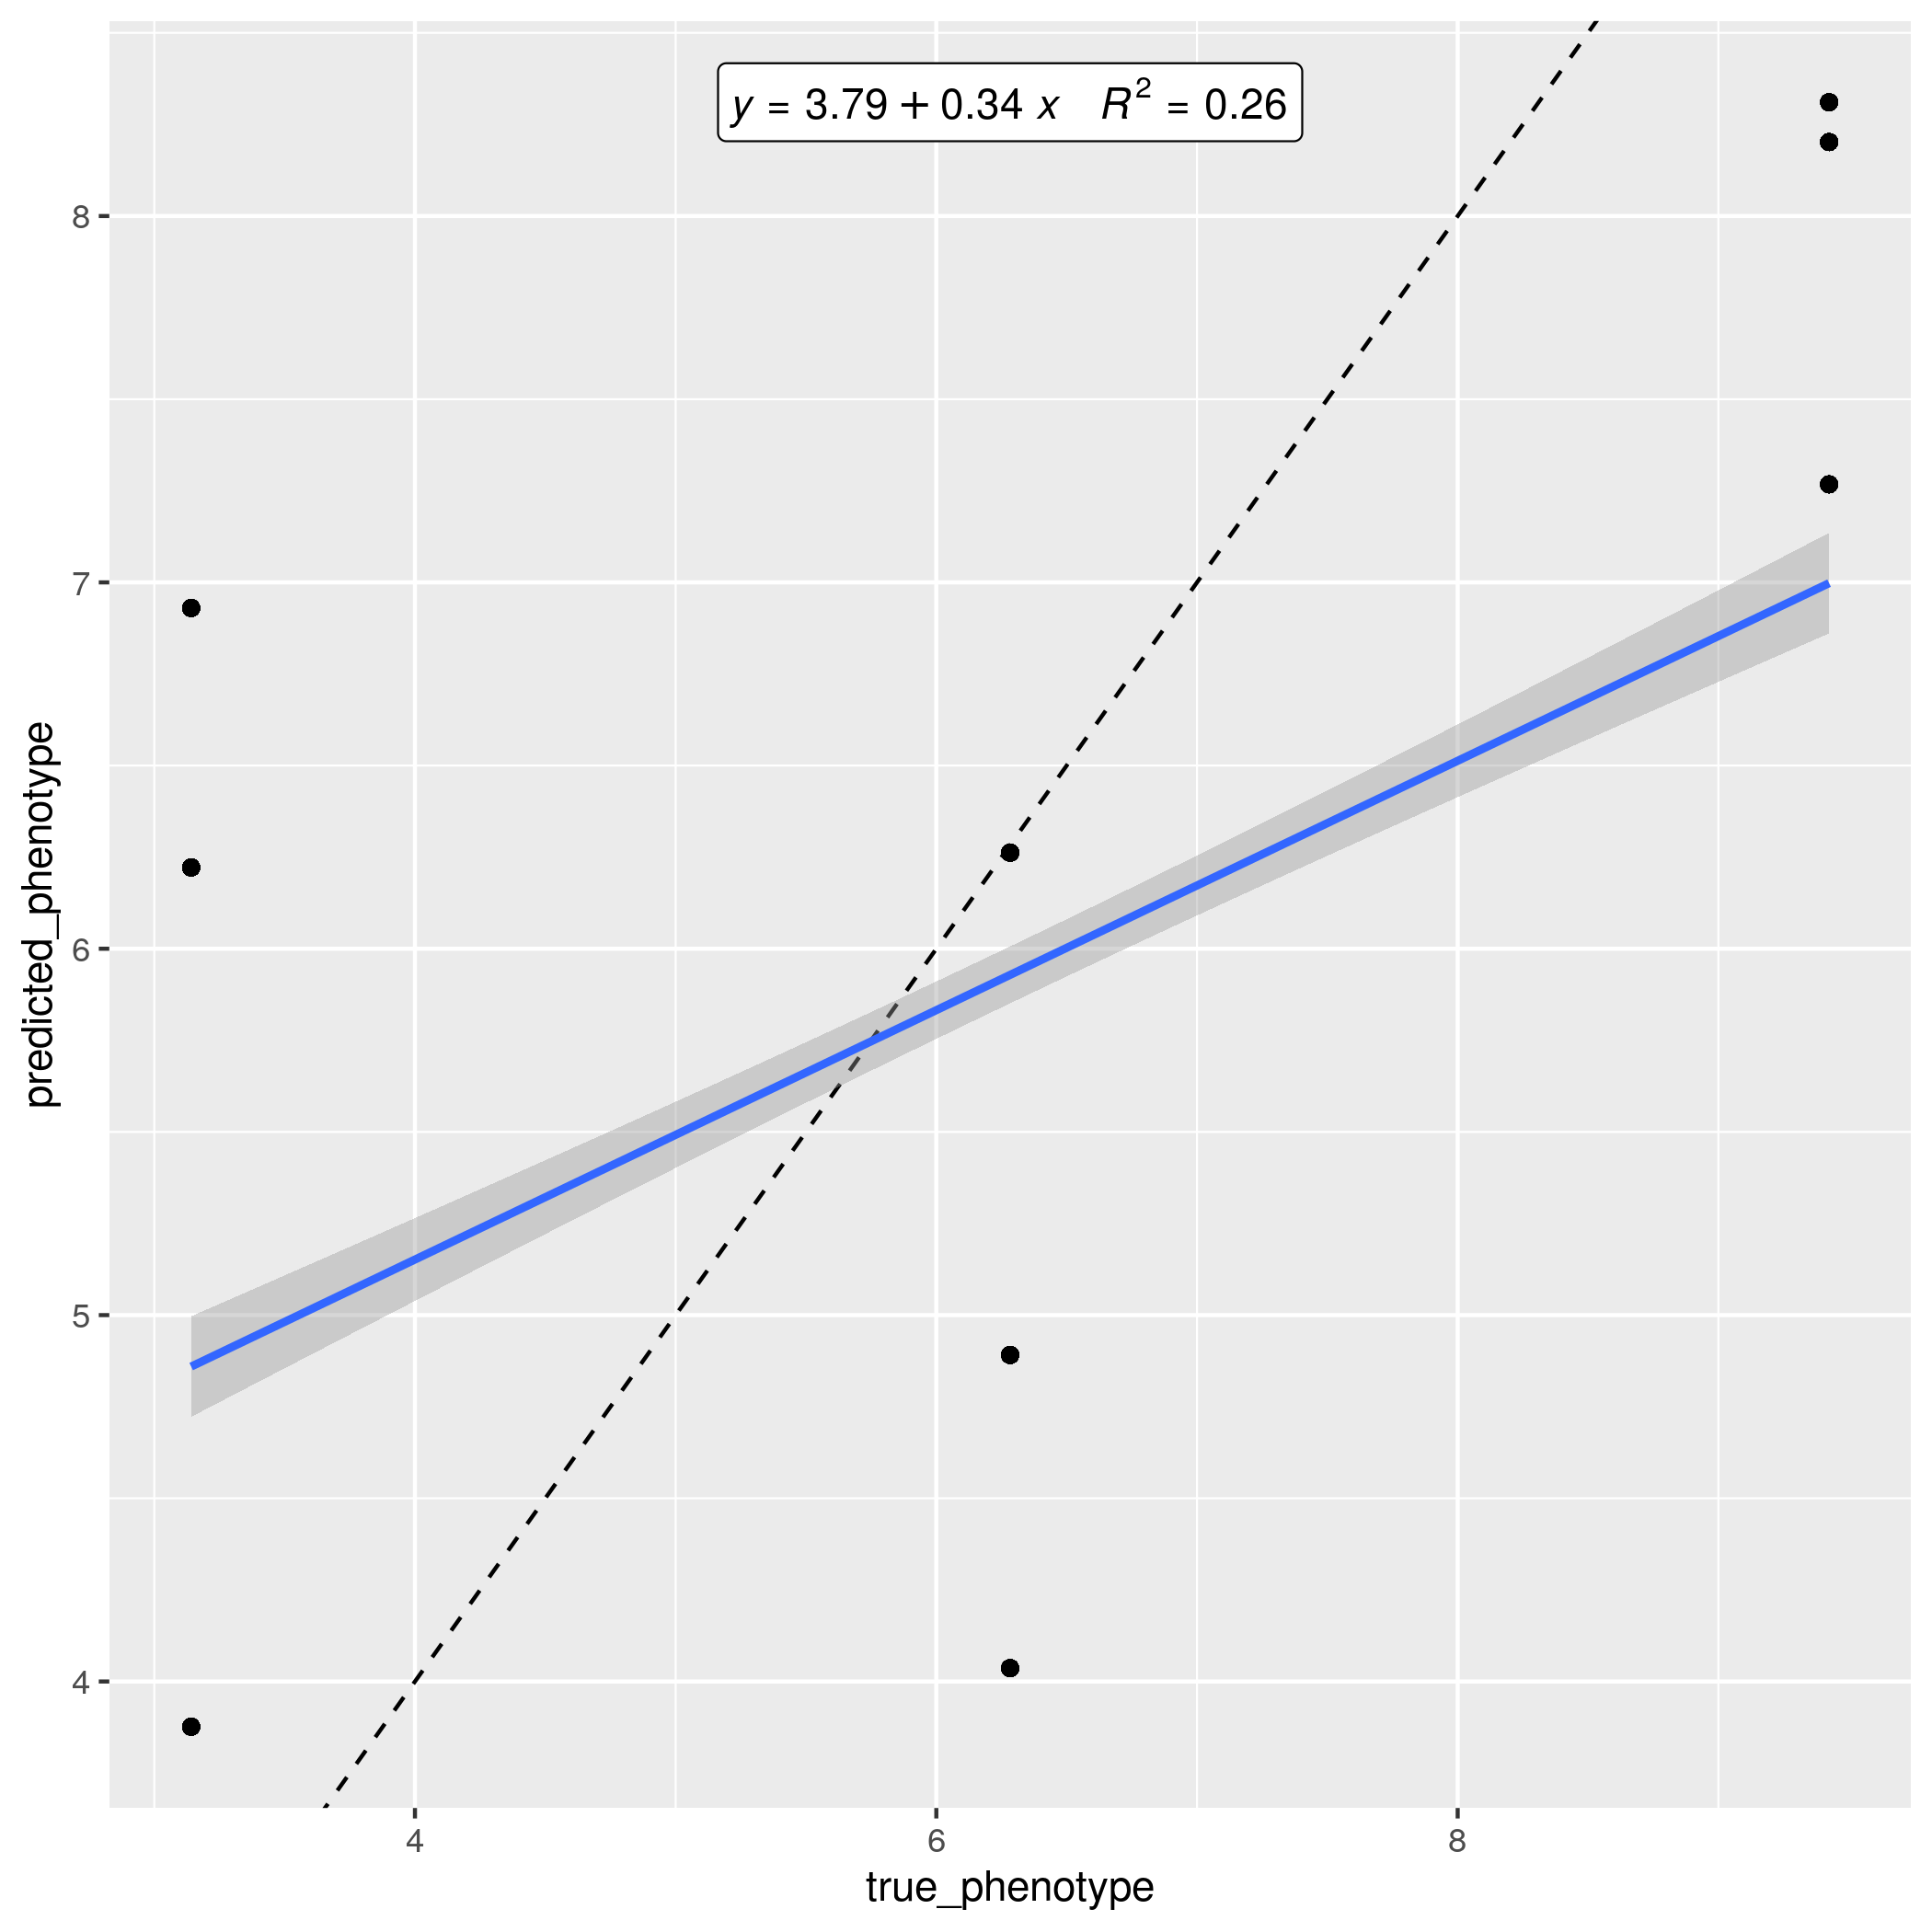 y = 3.79 + 0.34 x R² = 0.26
8
7
6
5
4
predicted_phenotype
4 6 8
true_phenotype